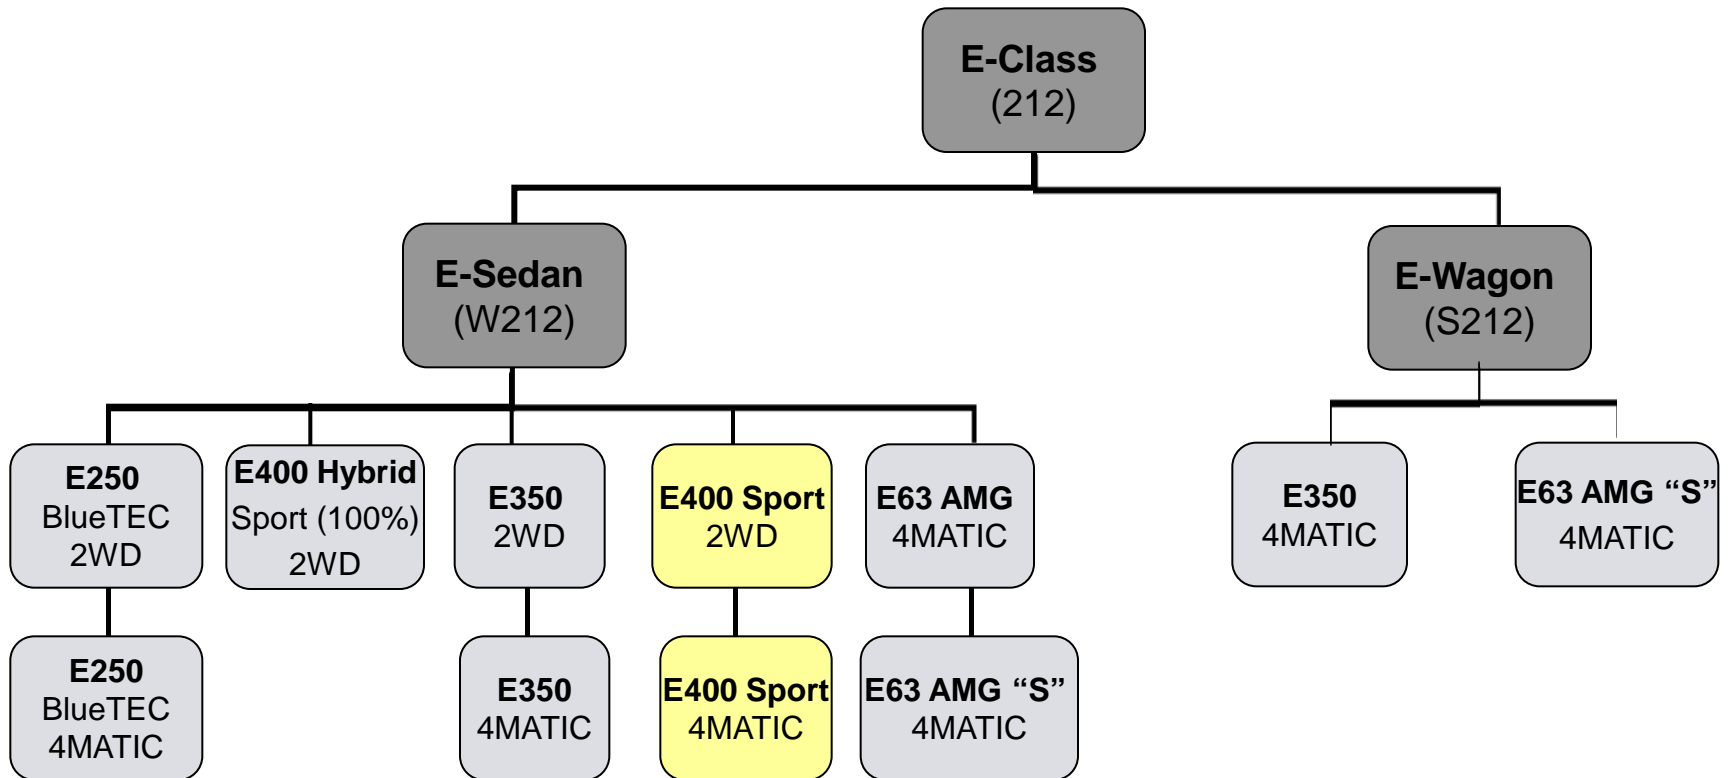 E-Class
(212)
E-Sedan
(W212)
E-Wagon
(S212)
E250
BlueTEC
2WD
E400 Hybrid
Sport (100%)
2WD
E350
2WD
E400 Sport
2WD
E63 AMG
4MATIC
E350
4MATIC
E63 AMG “S”
4MATIC
E250
BlueTEC
4MATIC
E350
4MATIC
E400 Sport
4MATIC
E63 AMG “S”
4MATIC